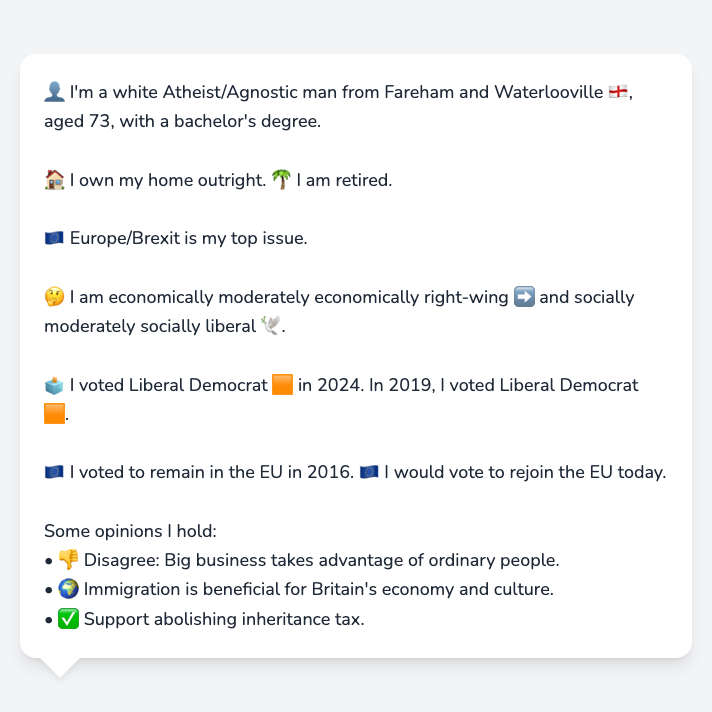 👤 I'm a white Atheist/Agnostic man from Fareham and Waterlooville 🏴󠁧󠁢󠁥󠁮󠁧󠁿,
aged 73, with a bachelor's degree.
🏠 I own my home outright. 🌴 I am retired.
🇪🇺 Europe/Brexit is my top issue.
🤔 I am economically moderately economically right-wing ➡️ and socially
moderately socially liberal 🕊️.
🗳️ I voted Liberal Democrat 🟧 in 2024. In 2019, I voted Liberal Democrat
🟧.
🇪🇺 I voted to remain in the EU in 2016. 🇪🇺 I would vote to rejoin the EU today.
Some opinions I hold:
• 👎 Disagree: Big business takes advantage of ordinary people.
• 🌍 Immigration is beneficial for Britain's economy and culture.
• ✅ Support abolishing inheritance tax.